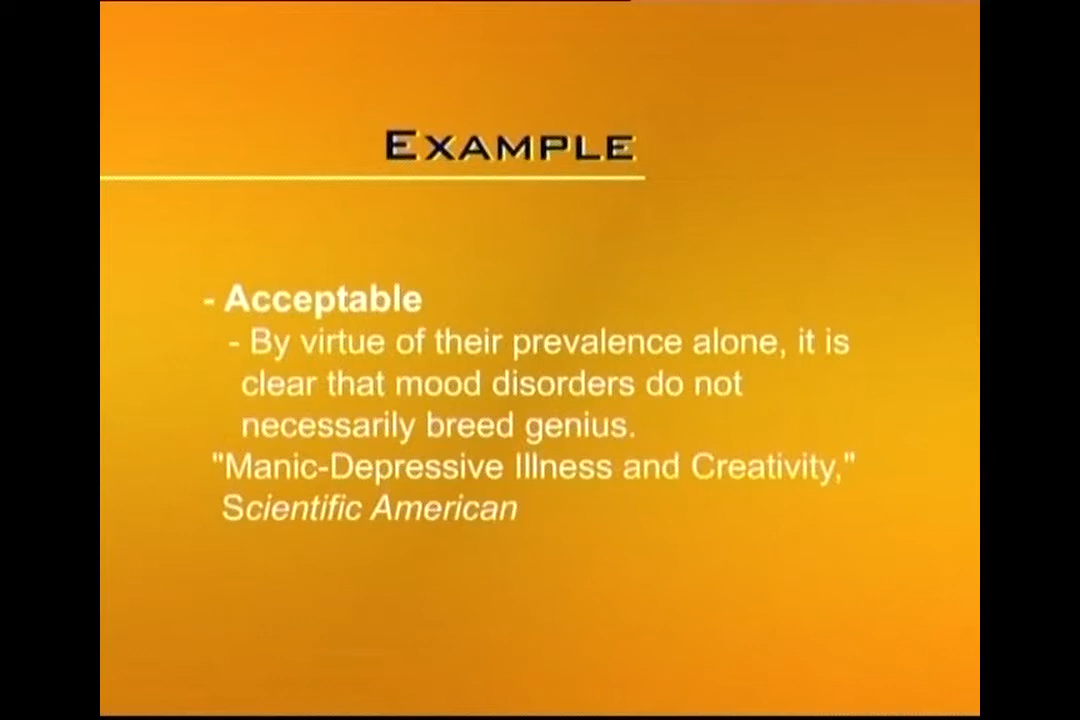 EXAMPLE
- Acceptable
- By virtue of their prevalence alone, it is
clear that mood disorders do not
necessarily breed genius.
"Manic-Depressive Illness and Creativity,"
Scientific American